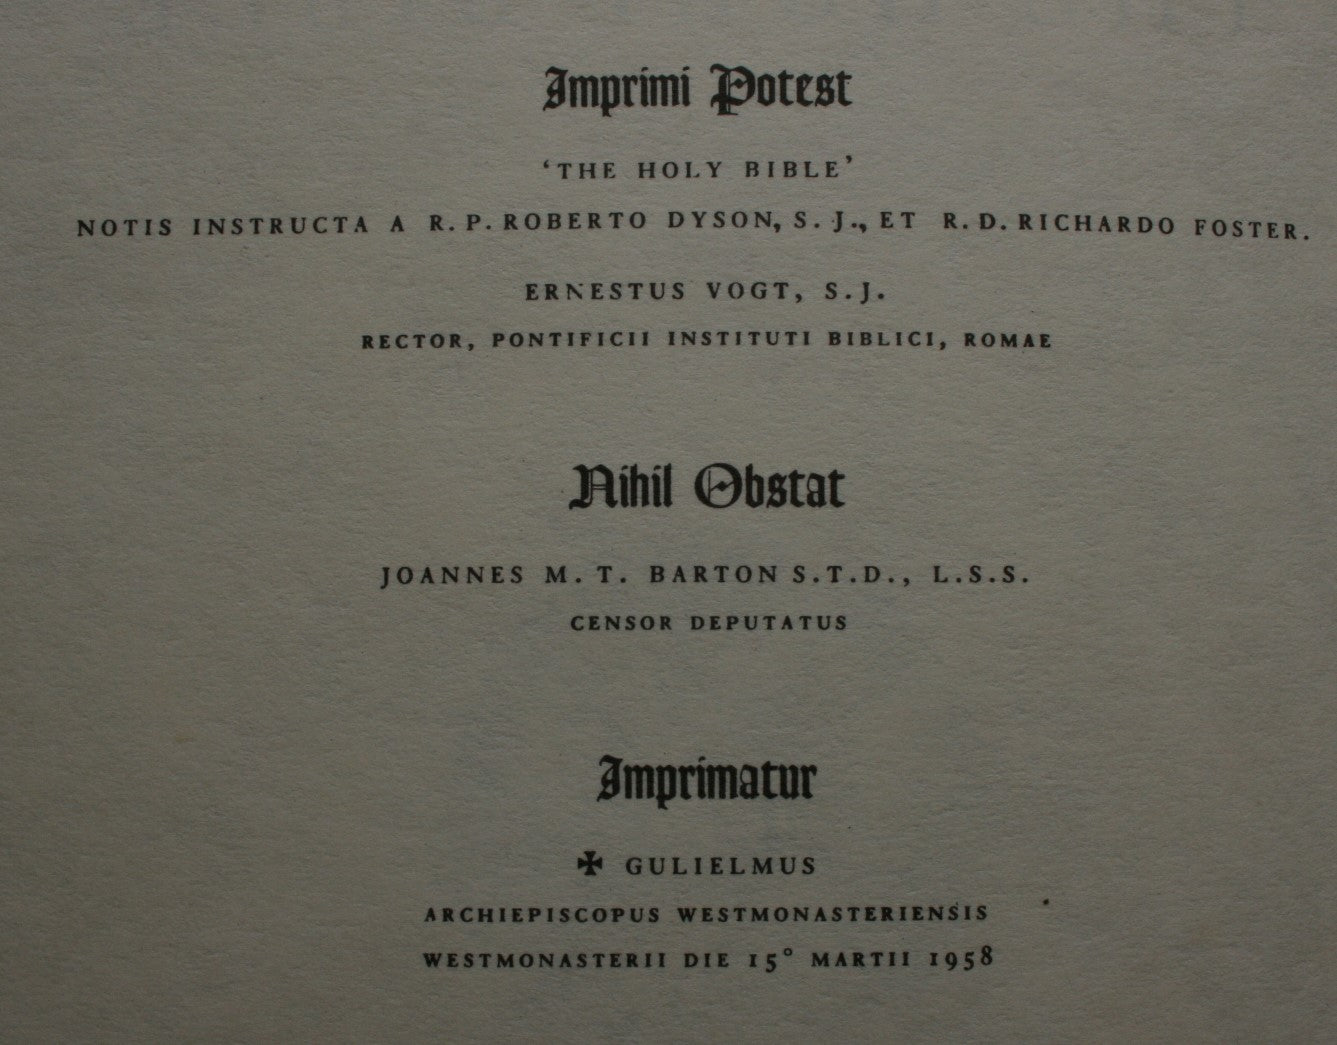 Imprimi Potest
‘THE HOLY BIBLE’
NOTIS INSTRUCTA A R. P. ROBERTO DYSON, S. J., ET R. D. RICHARDO FOSTER.
ERNESTUS VOGT, S. J.
RECTOR, PONTIFICII INSTITUTI BIBLICI, ROMAE
Nihil Obstat
JOANNES M. T. BARTON S.T.D., L.S.S.
CENSOR DEPUTATUS
Imprimatur
✠ GULIELMUS
ARCHIEPISCOPUS WESTMONASTERIENSIS
WESTMONASTERII DIE 15° MARTII 1958